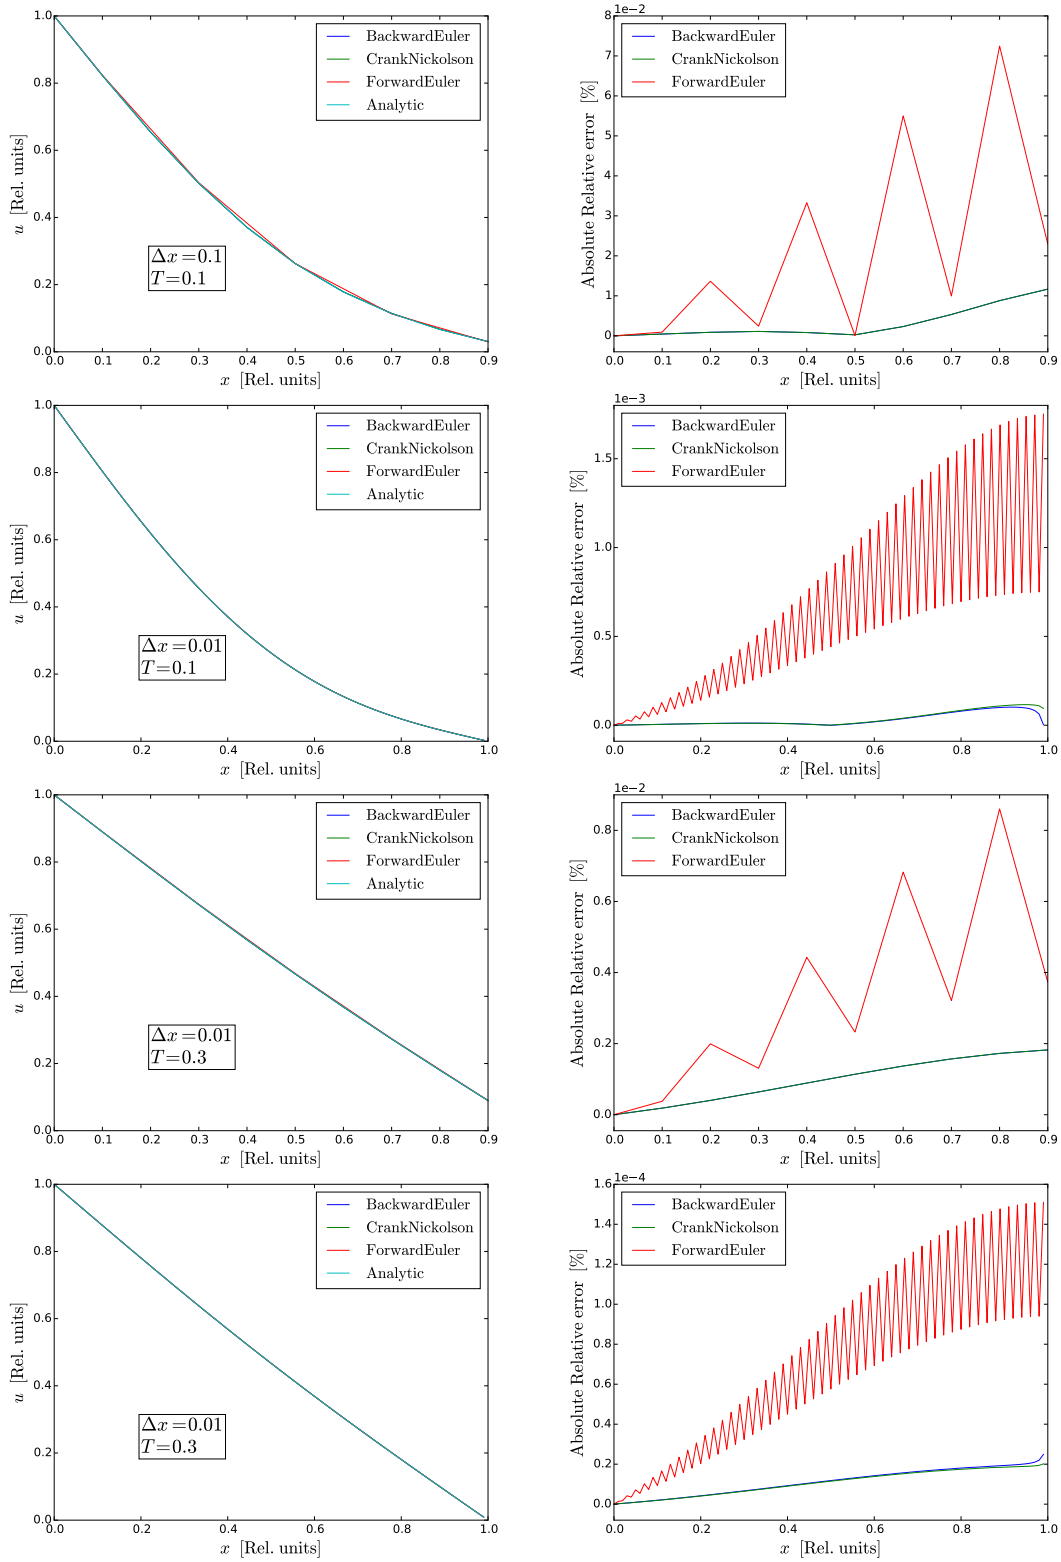 1.0
0.8
0.6
0.4
0.2
0.0
u [Rel. units]
BackwardEuler
CrankNickolson
ForwardEuler
Analytic
Δx=0.1
T=0.1
0.0 0.1 0.2 0.3 0.4 0.5 0.6 0.7 0.8 0.9
x [Rel. units]
1e−2
8
7
6
5
4
3
2
1
0
Absolute Relative error [%]
BackwardEuler
CrankNickolson
ForwardEuler
0.0 0.1 0.2 0.3 0.4 0.5 0.6 0.7 0.8 0.9
x [Rel. units]
1.0
0.8
0.6
0.4
0.2
0.0
u [Rel. units]
BackwardEuler
CrankNickolson
ForwardEuler
Analytic
Δx=0.01
T=0.1
0.0 0.2 0.4 0.6 0.8 1.0
x [Rel. units]
1e−3
1.5
1.0
0.5
0.0
Absolute Relative error [%]
BackwardEuler
CrankNickolson
ForwardEuler
0.0 0.2 0.4 0.6 0.8 1.0
x [Rel. units]
1.0
0.8
0.6
0.4
0.2
0.0
u [Rel. units]
BackwardEuler
CrankNickolson
ForwardEuler
Analytic
Δx=0.01
T=0.3
0.0 0.1 0.2 0.3 0.4 0.5 0.6 0.7 0.8 0.9
x [Rel. units]
1e−2
0.8
0.6
0.4
0.2
0.0
Absolute Relative error [%]
BackwardEuler
CrankNickolson
ForwardEuler
0.0 0.1 0.2 0.3 0.4 0.5 0.6 0.7 0.8 0.9
x [Rel. units]
1.0
0.8
0.6
0.4
0.2
0.0
u [Rel. units]
BackwardEuler
CrankNickolson
ForwardEuler
Analytic
Δx=0.01
T=0.3
0.0 0.2 0.4 0.6 0.8 1.0
x [Rel. units]
1e−4
1.6
1.4
1.2
1.0
0.8
0.6
0.4
0.2
0.0
Absolute Relative error [%]
BackwardEuler
CrankNickolson
ForwardEuler
0.0 0.2 0.4 0.6 0.8 1.0
x [Rel. units]